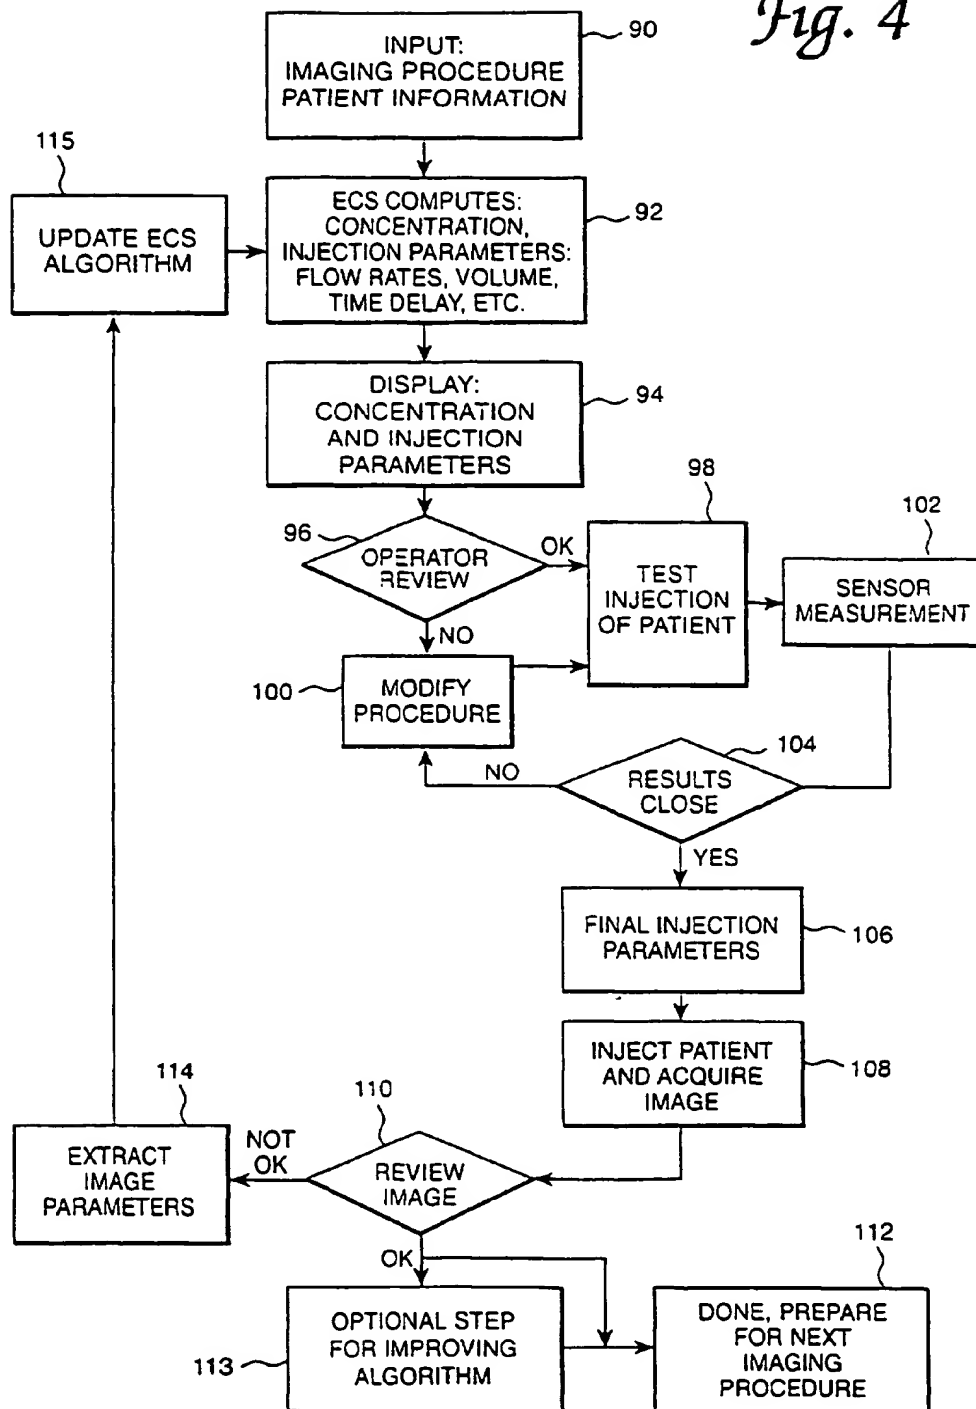 Fig. 4
INPUT:
IMAGING PROCEDURE
PATIENT INFORMATION
90
115
UPDATE ECS
ALGORITHM
ECS COMPUTES:
CONCENTRATION,
INJECTION PARAMETERS:
FLOW RATES, VOLUME,
TIME DELAY, ETC.
92
DISPLAY:
CONCENTRATION
AND INJECTION
PARAMETERS
94
96
OPERATOR
REVIEW
OK
NO
98
TEST
INJECTION
OF PATIENT
102
SENSOR
MEASUREMENT
100
MODIFY
PROCEDURE
104
RESULTS
CLOSE
NO
YES
FINAL INJECTION
PARAMETERS
106
INJECT PATIENT
AND ACQUIRE
IMAGE
108
110
REVIEW
IMAGE
NOT
OK
114
EXTRACT
IMAGE
PARAMETERS
OK
113
OPTIONAL STEP
FOR IMPROVING
ALGORITHM
112
DONE, PREPARE
FOR NEXT
IMAGING
PROCEDURE